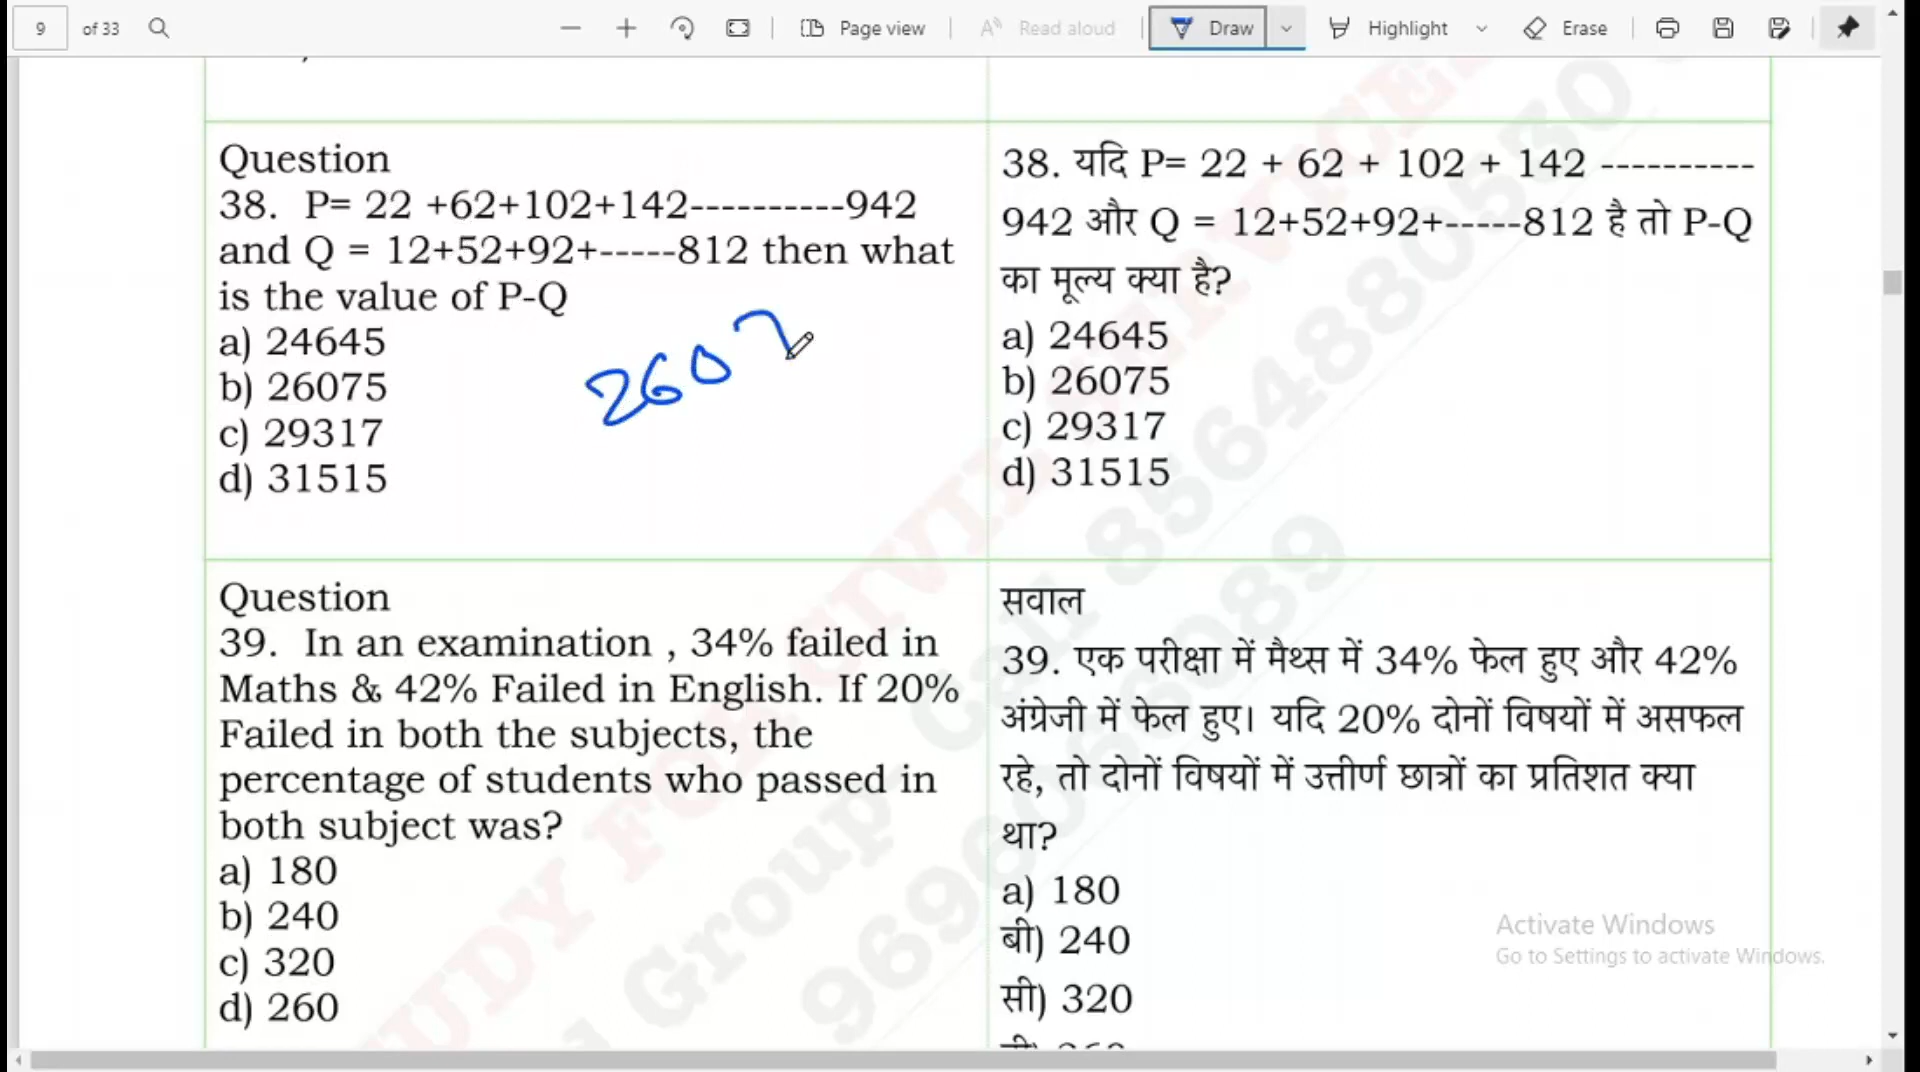 9 of 33 Page view Read aloud Draw Highlight Erase
Question
38. P= 22 +62+102+142----------942
and Q = 12+52+92+-----812 then what
is the value of P-Q
a) 24645
b) 26075
c) 29317
d) 31515
2607
38. यदि P= 22 + 62 + 102 + 142 ----------
942 और Q = 12+52+92+-----812 है तो P-Q
का मूल्य क्या है?
a) 24645
b) 26075
c) 29317
d) 31515
Question
39. In an examination , 34% failed in
Maths & 42% Failed in English. If 20%
Failed in both the subjects, the
percentage of students who passed in
both subject was?
a) 180
b) 240
c) 320
d) 260
सवाल
39. एक परीक्षा में मैथ्स में 34% फेल हुए और 42%
अंग्रेजी में फेल हुए। यदि 20% दोनों विषयों में असफल
रहे, तो दोनों विषयों में उत्तीर्ण छात्रों का प्रतिशत क्या
था?
a) 180
बी) 240
सी) 320
Activate Windows
Go to Settings to activate Windows.